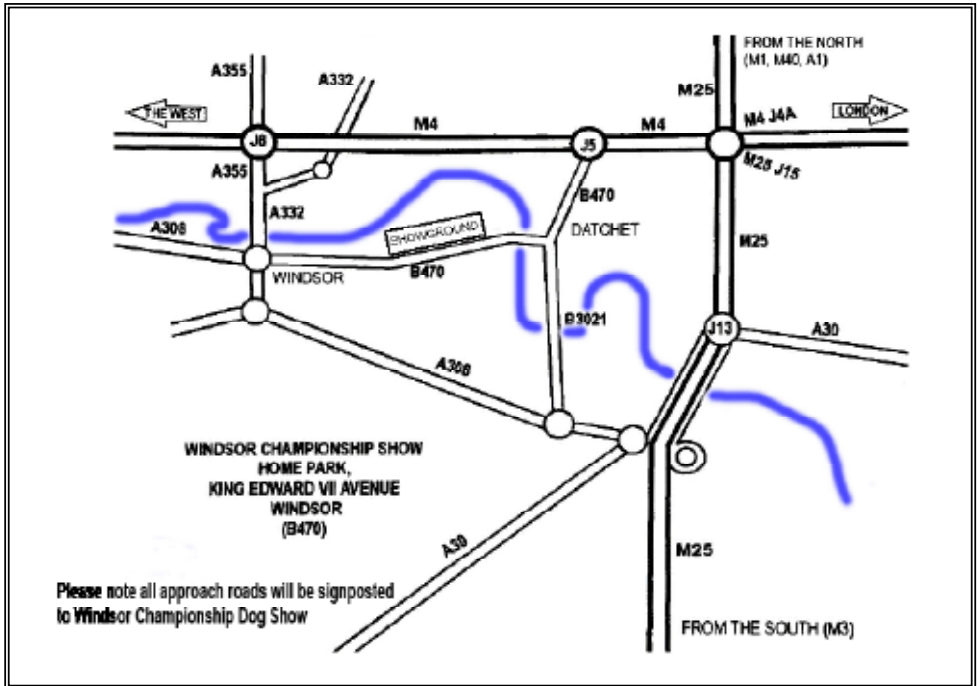 FROM THE NORTH
(M1, M40, A1)
A355
A332
M25
THE WEST
M4
M4
M4 J4A
LONDON
J6
J5
M25 J15
A355
B470
A332
A308
SHOWGROUND
DATCHET
M25
WINDSOR
B470
B3021
J13
A30
A308
WINDSOR CHAMPIONSHIP SHOW
HOME PARK,
KING EDWARD VII AVENUE
WINDSOR
(B470)
A30
M25
Please note all approach roads will be signposted
to Windsor Championship Dog Show
FROM THE SOUTH (M3)